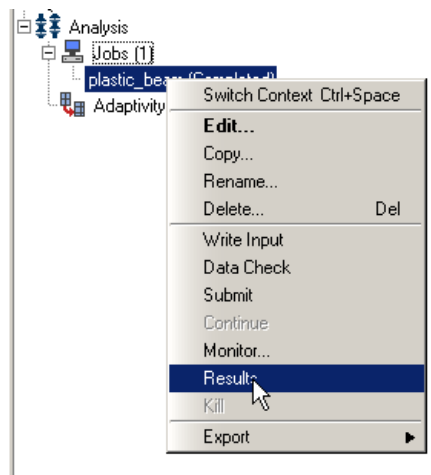 Analysis
Jobs (1)
plastic_beam (Completed)
Adaptivity
Switch Context Ctrl+Space
Edit...
Copy...
Rename...
Delete... Del
Write Input
Data Check
Submit
Continue
Monitor...
Results
Kill
Export